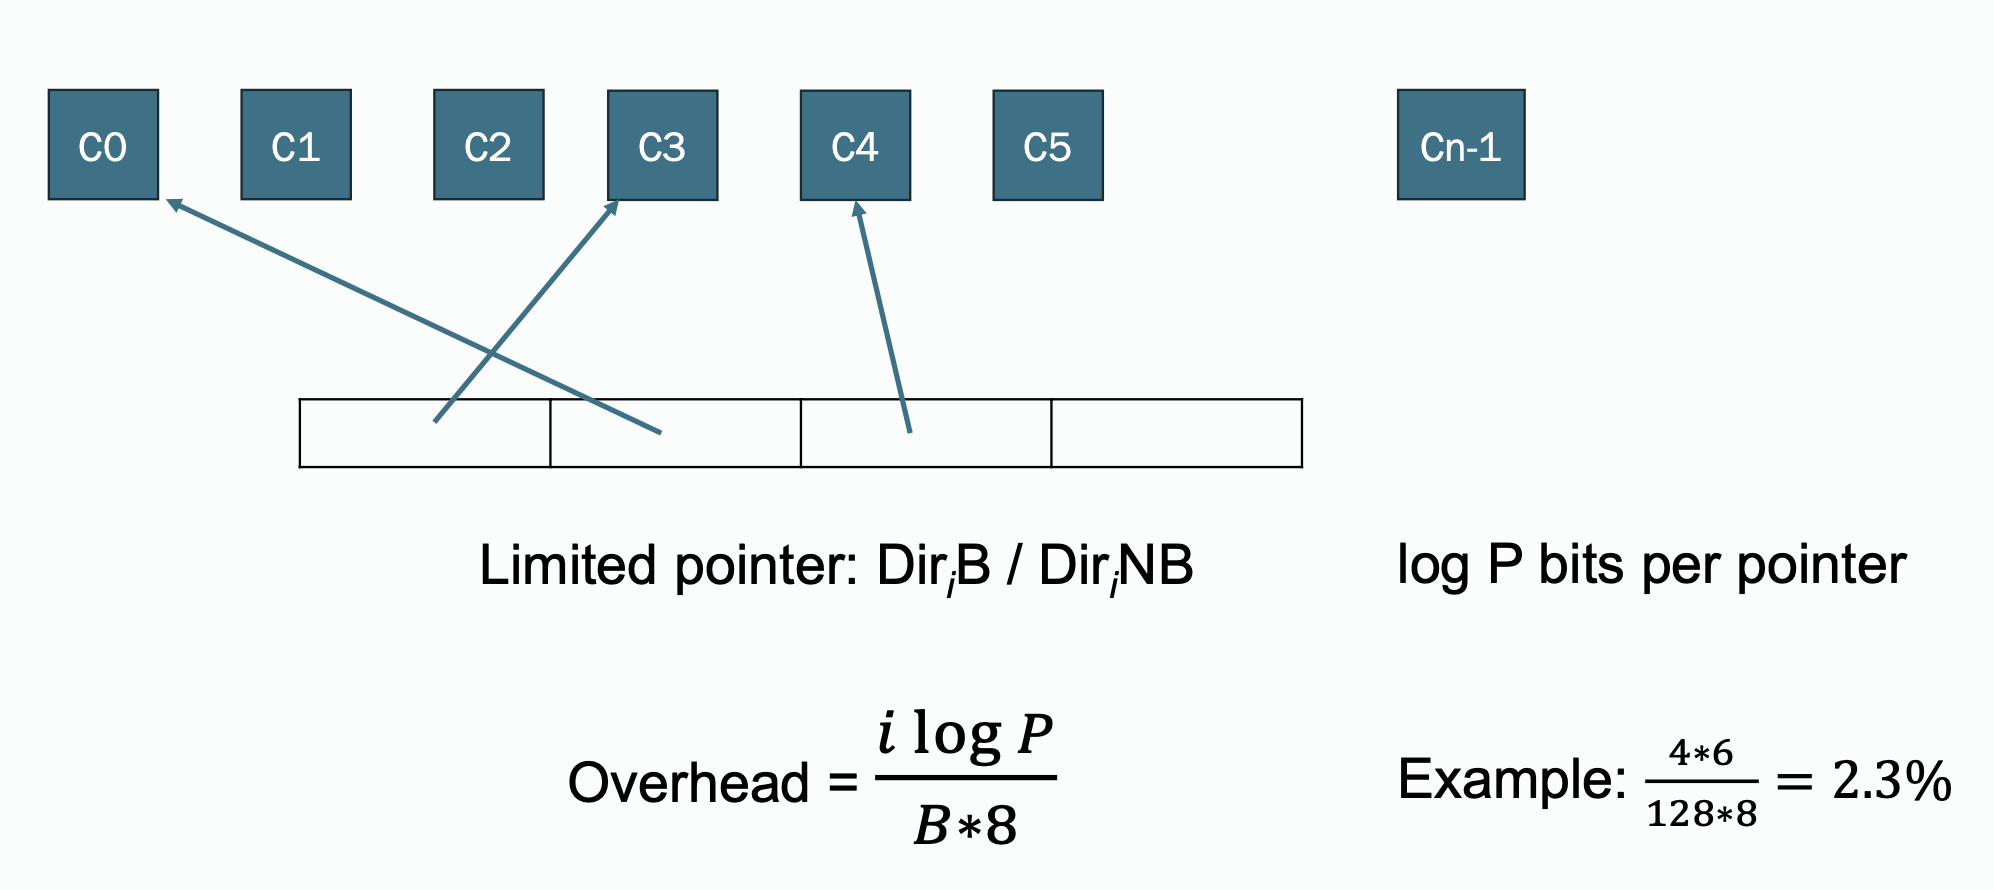 C0 C1 C2 C3 C4 C5 Cn-1
Limited pointer: Dir_iB / Dir_iNB
log P bits per pointer
Overhead = \frac{i \log P}{B*8}
Example: \frac{4*6}{128*8} = 2.3%